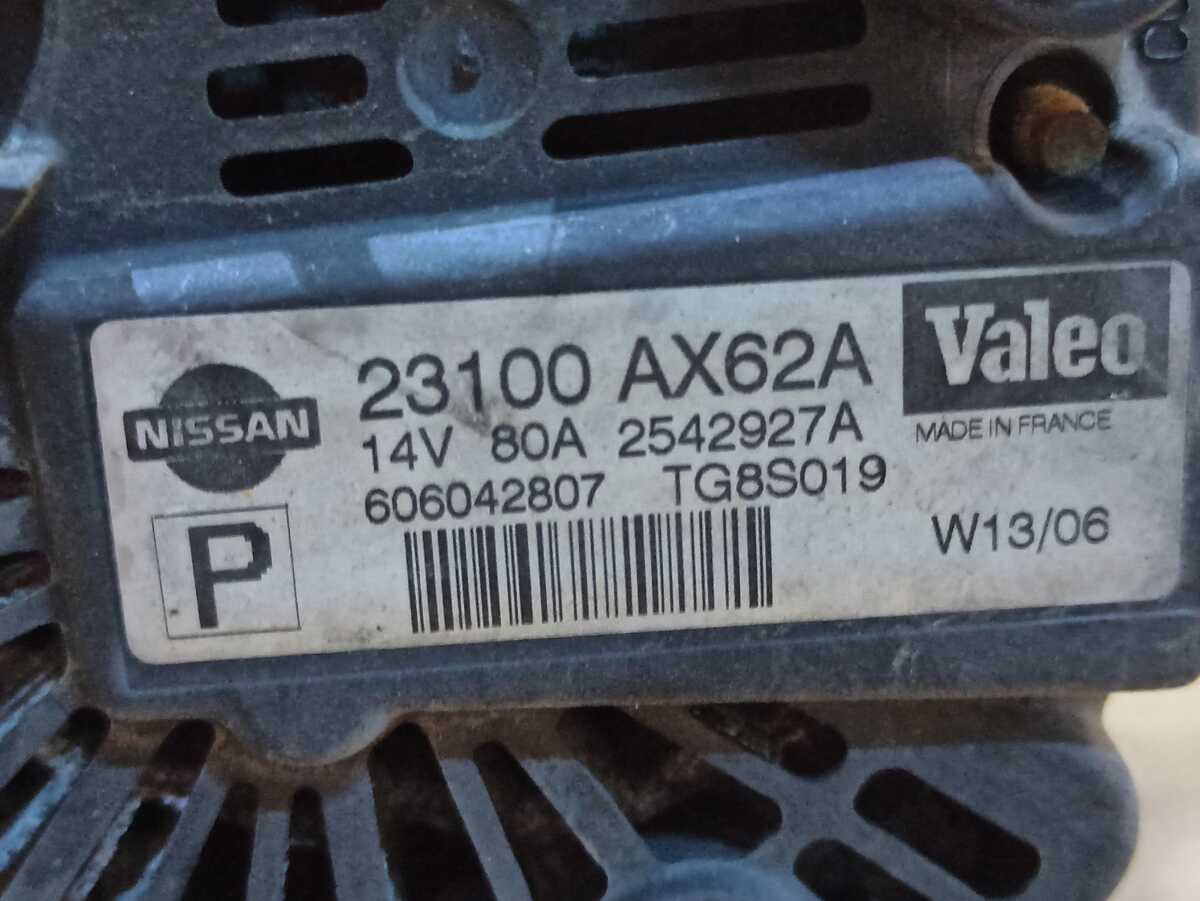 23100 AX62A
Valeo
NISSAN
14V 80A 2542927A
MADE IN FRANCE
606042807 TG8S019
P
W13/06